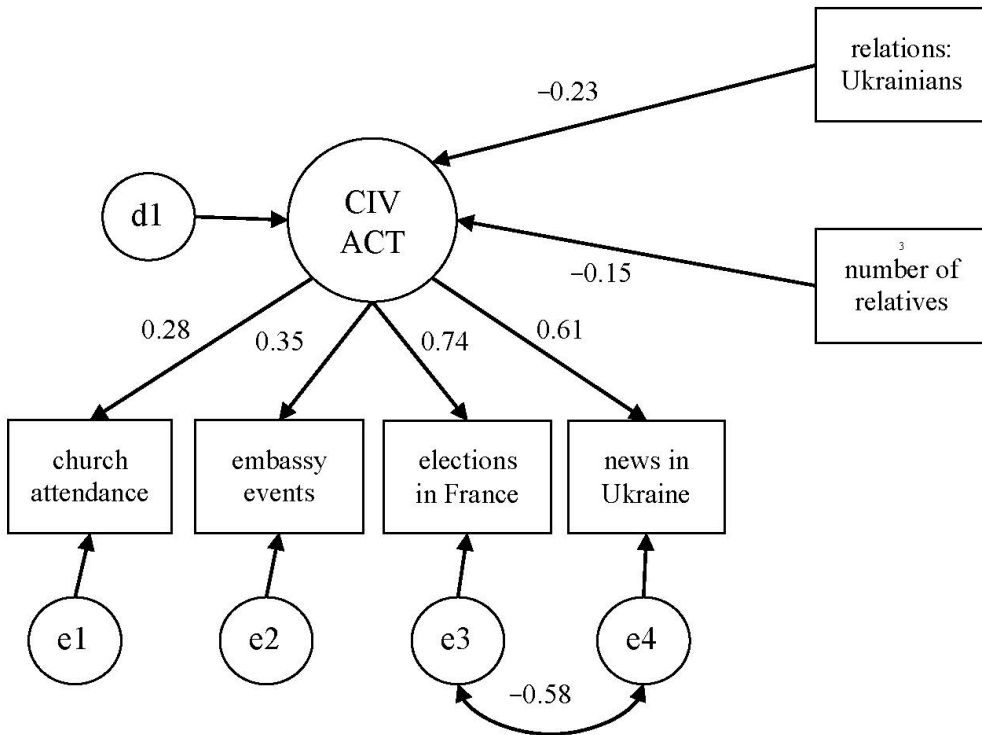 relations:
Ukrainians
−0.23
CIV
ACT
d1
3
number of
relatives
−0.15
0.28
0.35
0.74
0.61
church
attendance
embassy
events
elections
in France
news in
Ukraine
e1
e2
e3
e4
−0.58